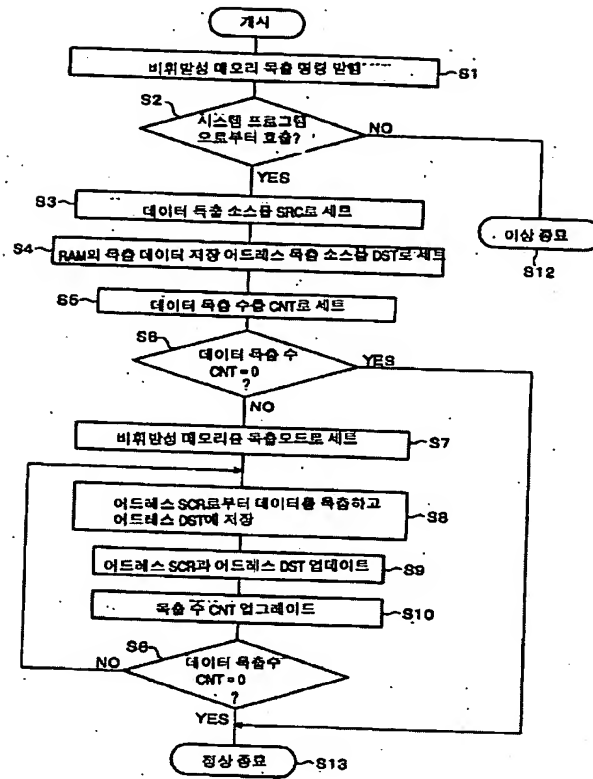 개시
비휘발성 메모리 독출 명령 받음
S1
S2
시스템 프로그램
으로부터 호출?
NO
YES
S3
데이터 독출 소스를 SRC로 세트
이상 종료
S12
S4
RAM의 독출 데이터 저장 어드레스 독출 소스를 DST로 세트
S5
데이터 독출 수를 CNT로 세트
S6
데이터 독출 수
CNT = 0
?
YES
NO
비휘발성 메모리를 독출모드로 세트
S7
어드레스 SCR로부터 데이터를 독출하고
어드레스 DST에 저장
S8
어드레스 SCR과 어드레스 DST 업데이트
S9
독출 수 CNT 업그레이드
S10
S6
NO
데이터 독출수
CNT = 0
?
YES
정상 종료
S13